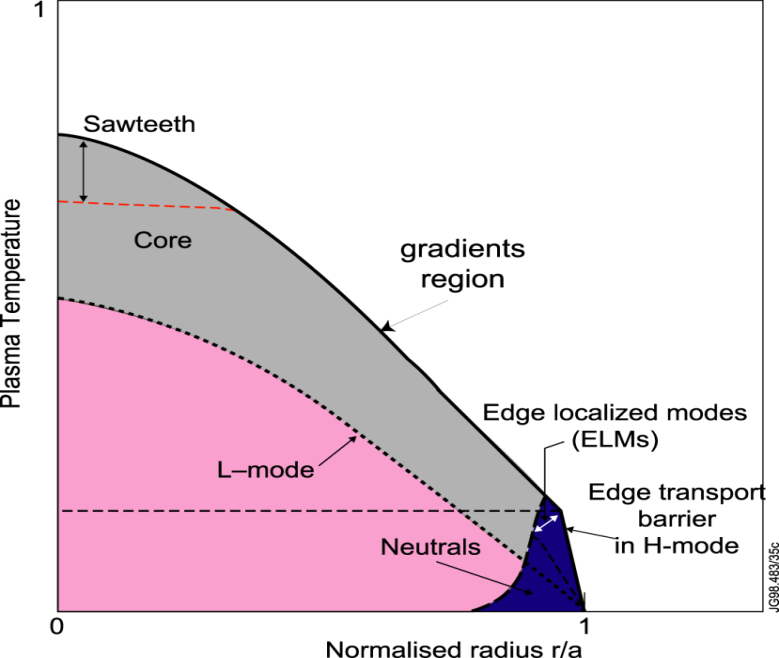 1
Sawteeth
Core
gradients
region
Plasma Temperature
Edge localized modes
(ELMs)
L–mode
Edge transport
barrier
in H-mode
Neutrals
0
1
Normalised radius r/a
JG98.483/35c